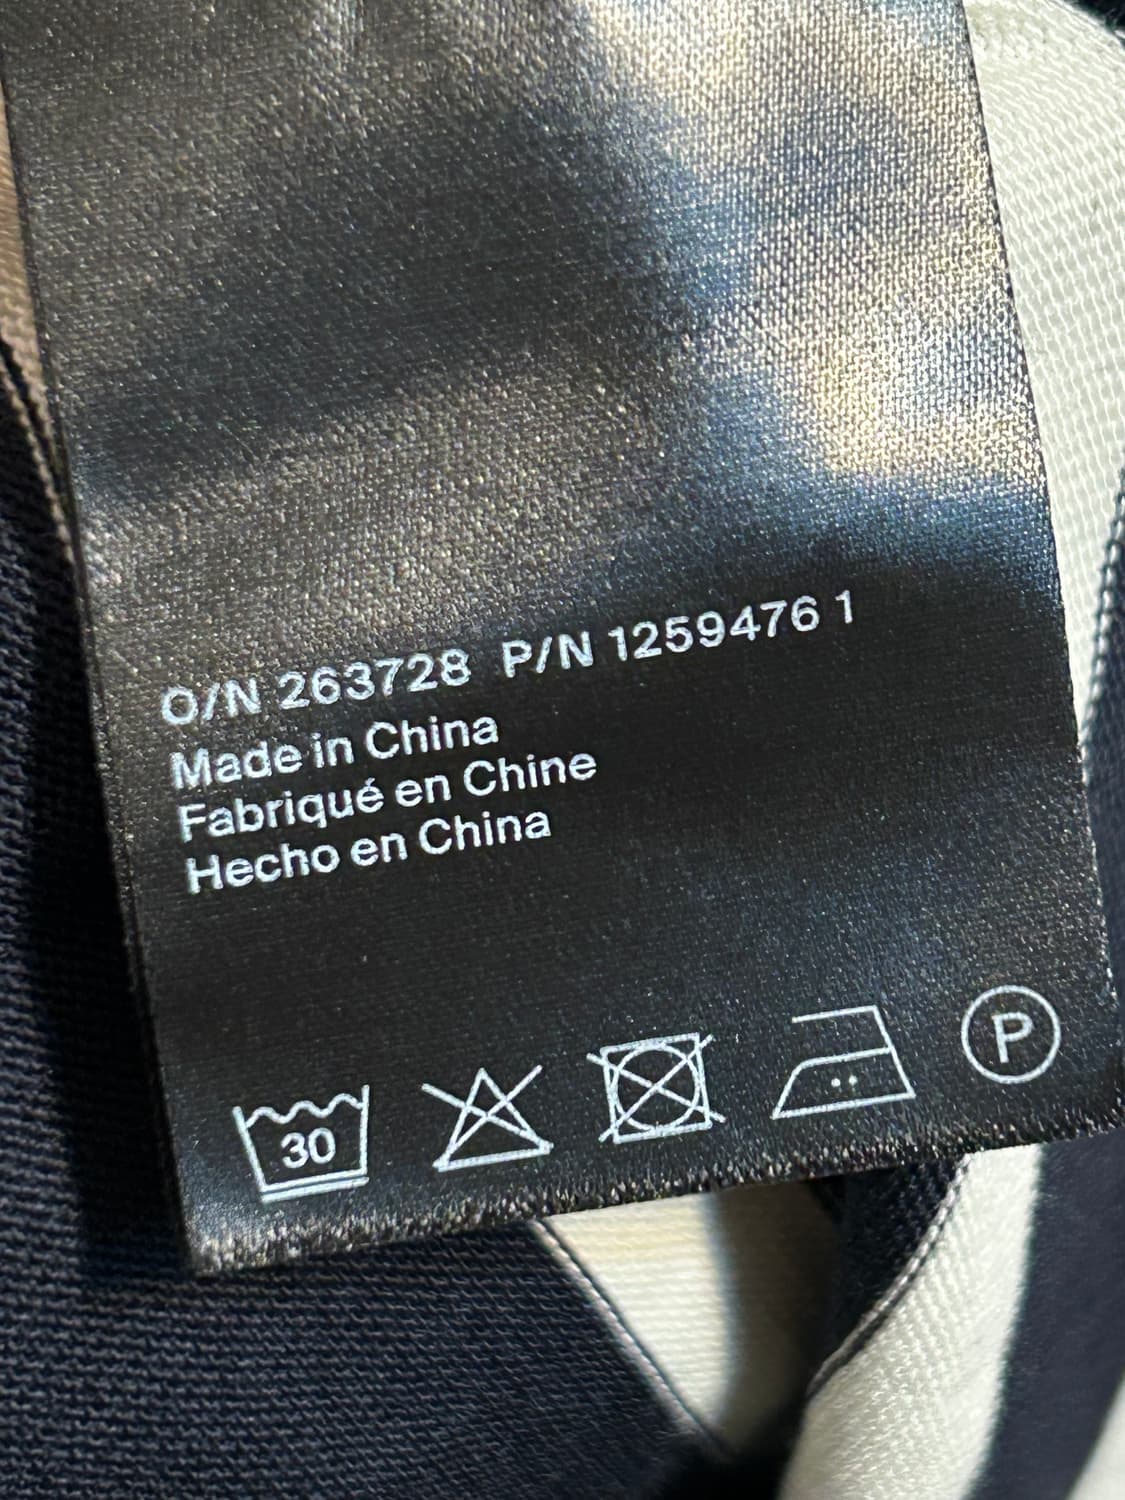 O/N 263728 P/N 1259476 1
Made in China
Fabriqué en Chine
Hecho en China
30 P